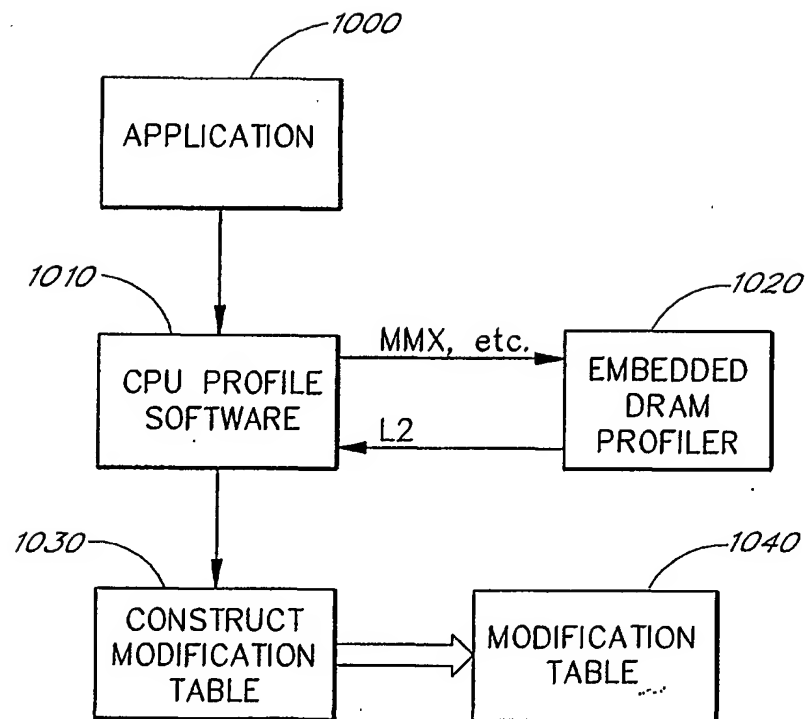 1000
APPLICATION
1010
CPU PROFILE
SOFTWARE
MMX, etc.
L2
1020
EMBEDDED
DRAM
PROFILER
1030
CONSTRUCT
MODIFICATION
TABLE
1040
MODIFICATION
TABLE